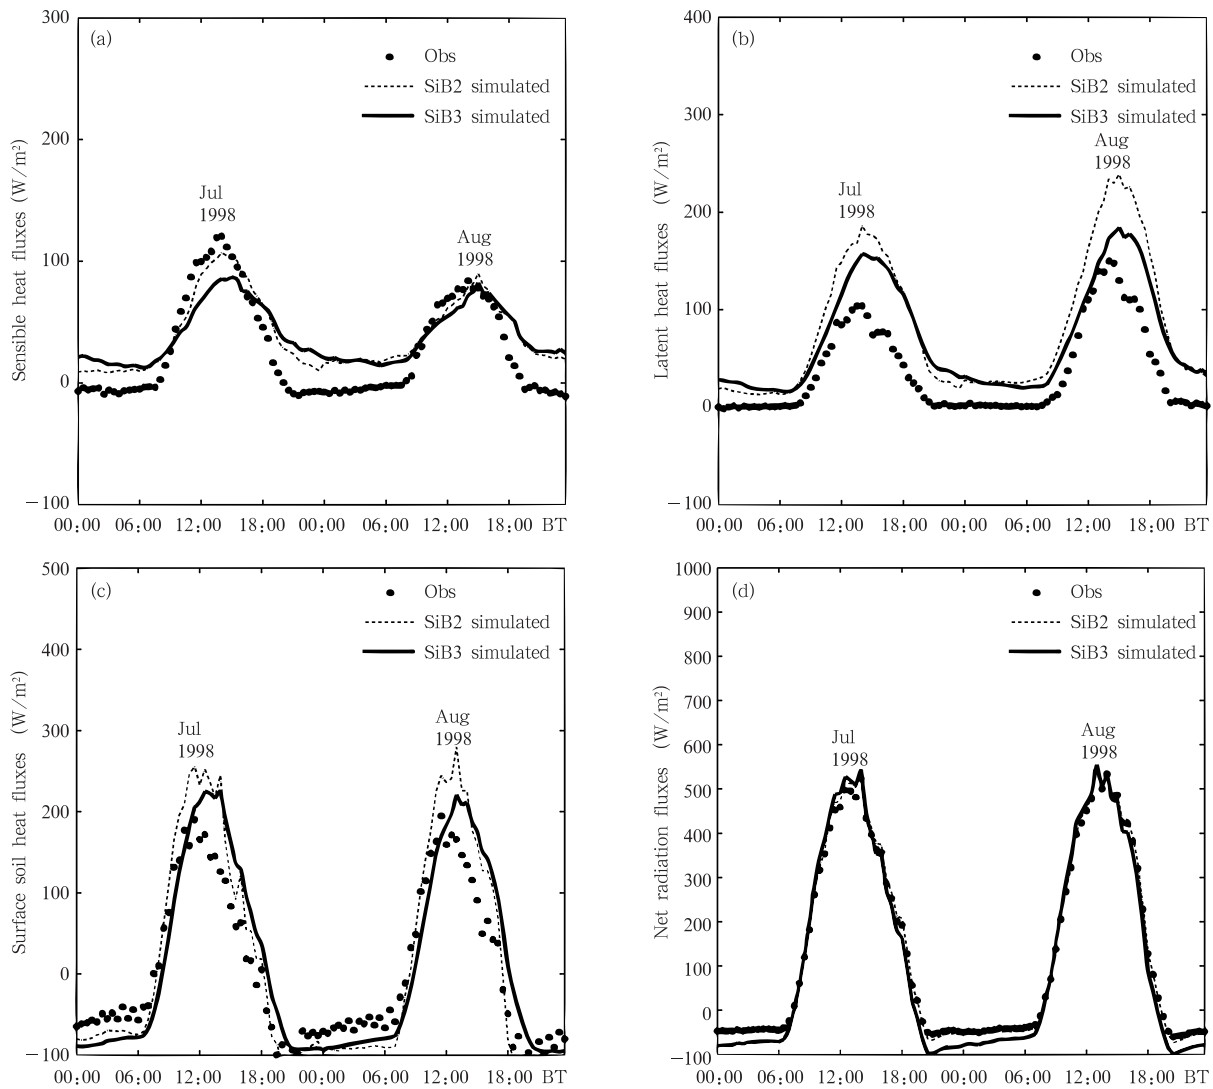 (a)
Obs
SiB2 simulated
SiB3 simulated
Jul
1998
Aug
1998
Sensible heat fluxes (W/m²)
300
200
100
0
−100
00:00 06:00 12:00 18:00 00:00 06:00 12:00 18:00 BT
(b)
Obs
SiB2 simulated
SiB3 simulated
Aug
1998
Jul
1998
Latent heat fluxes (W/m²)
400
300
200
100
0
−100
00:00 06:00 12:00 18:00 00:00 06:00 12:00 18:00 BT
(c)
Obs
SiB2 simulated
SiB3 simulated
Jul
1998
Aug
1998
Surface soil heat fluxes (W/m²)
500
400
300
200
100
0
−100
00:00 06:00 12:00 18:00 00:00 06:00 12:00 18:00 BT
(d)
Obs
SiB2 simulated
SiB3 simulated
Jul
1998
Aug
1998
Net radiation fluxes (W/m²)
1000
900
800
700
600
500
400
300
200
100
0
−100
00:00 06:00 12:00 18:00 00:00 06:00 12:00 18:00 BT